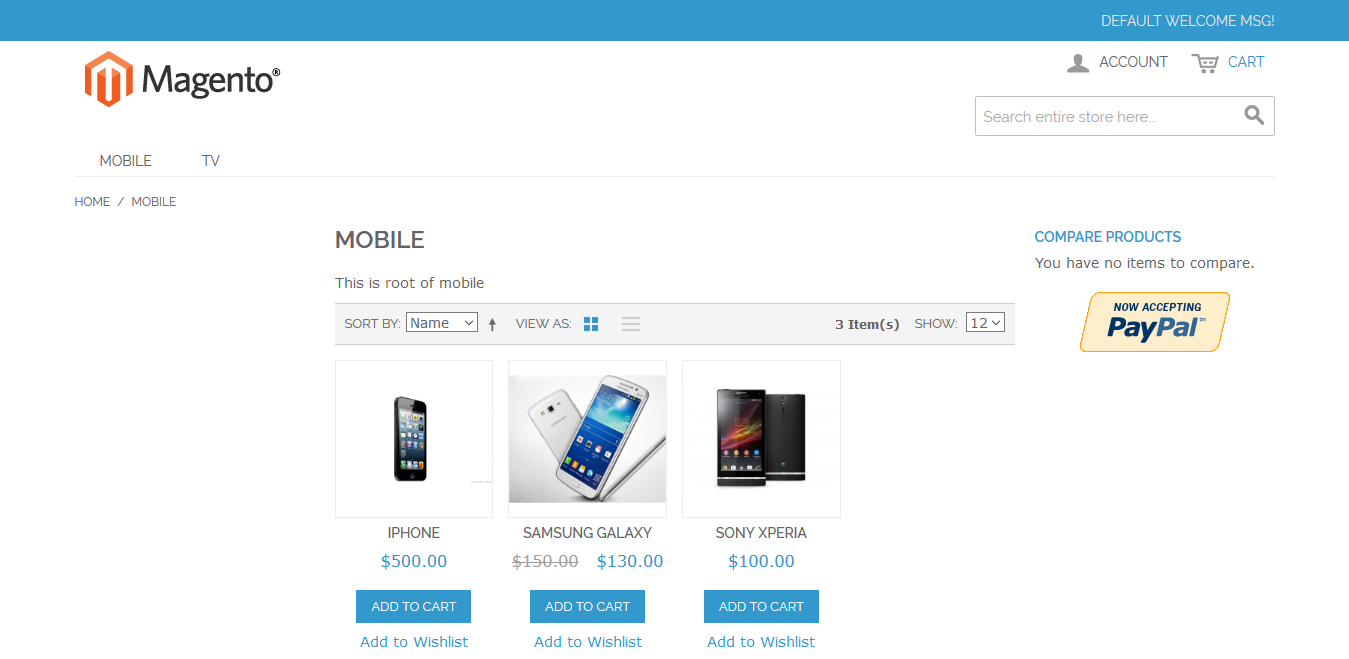 DEFAULT WELCOME MSG!
Magento®
ACCOUNT CART
Search entire store here...
MOBILE TV
HOME / MOBILE
MOBILE
This is root of mobile
SORT BY: Name VIEW AS: 3 Item(s) SHOW: 12
IPHONE
$500.00
ADD TO CART
Add to Wishlist
SAMSUNG GALAXY
$150.00 $130.00
ADD TO CART
Add to Wishlist
SONY XPERIA
$100.00
ADD TO CART
Add to Wishlist
COMPARE PRODUCTS
You have no items to compare.
NOW ACCEPTING
PayPal™